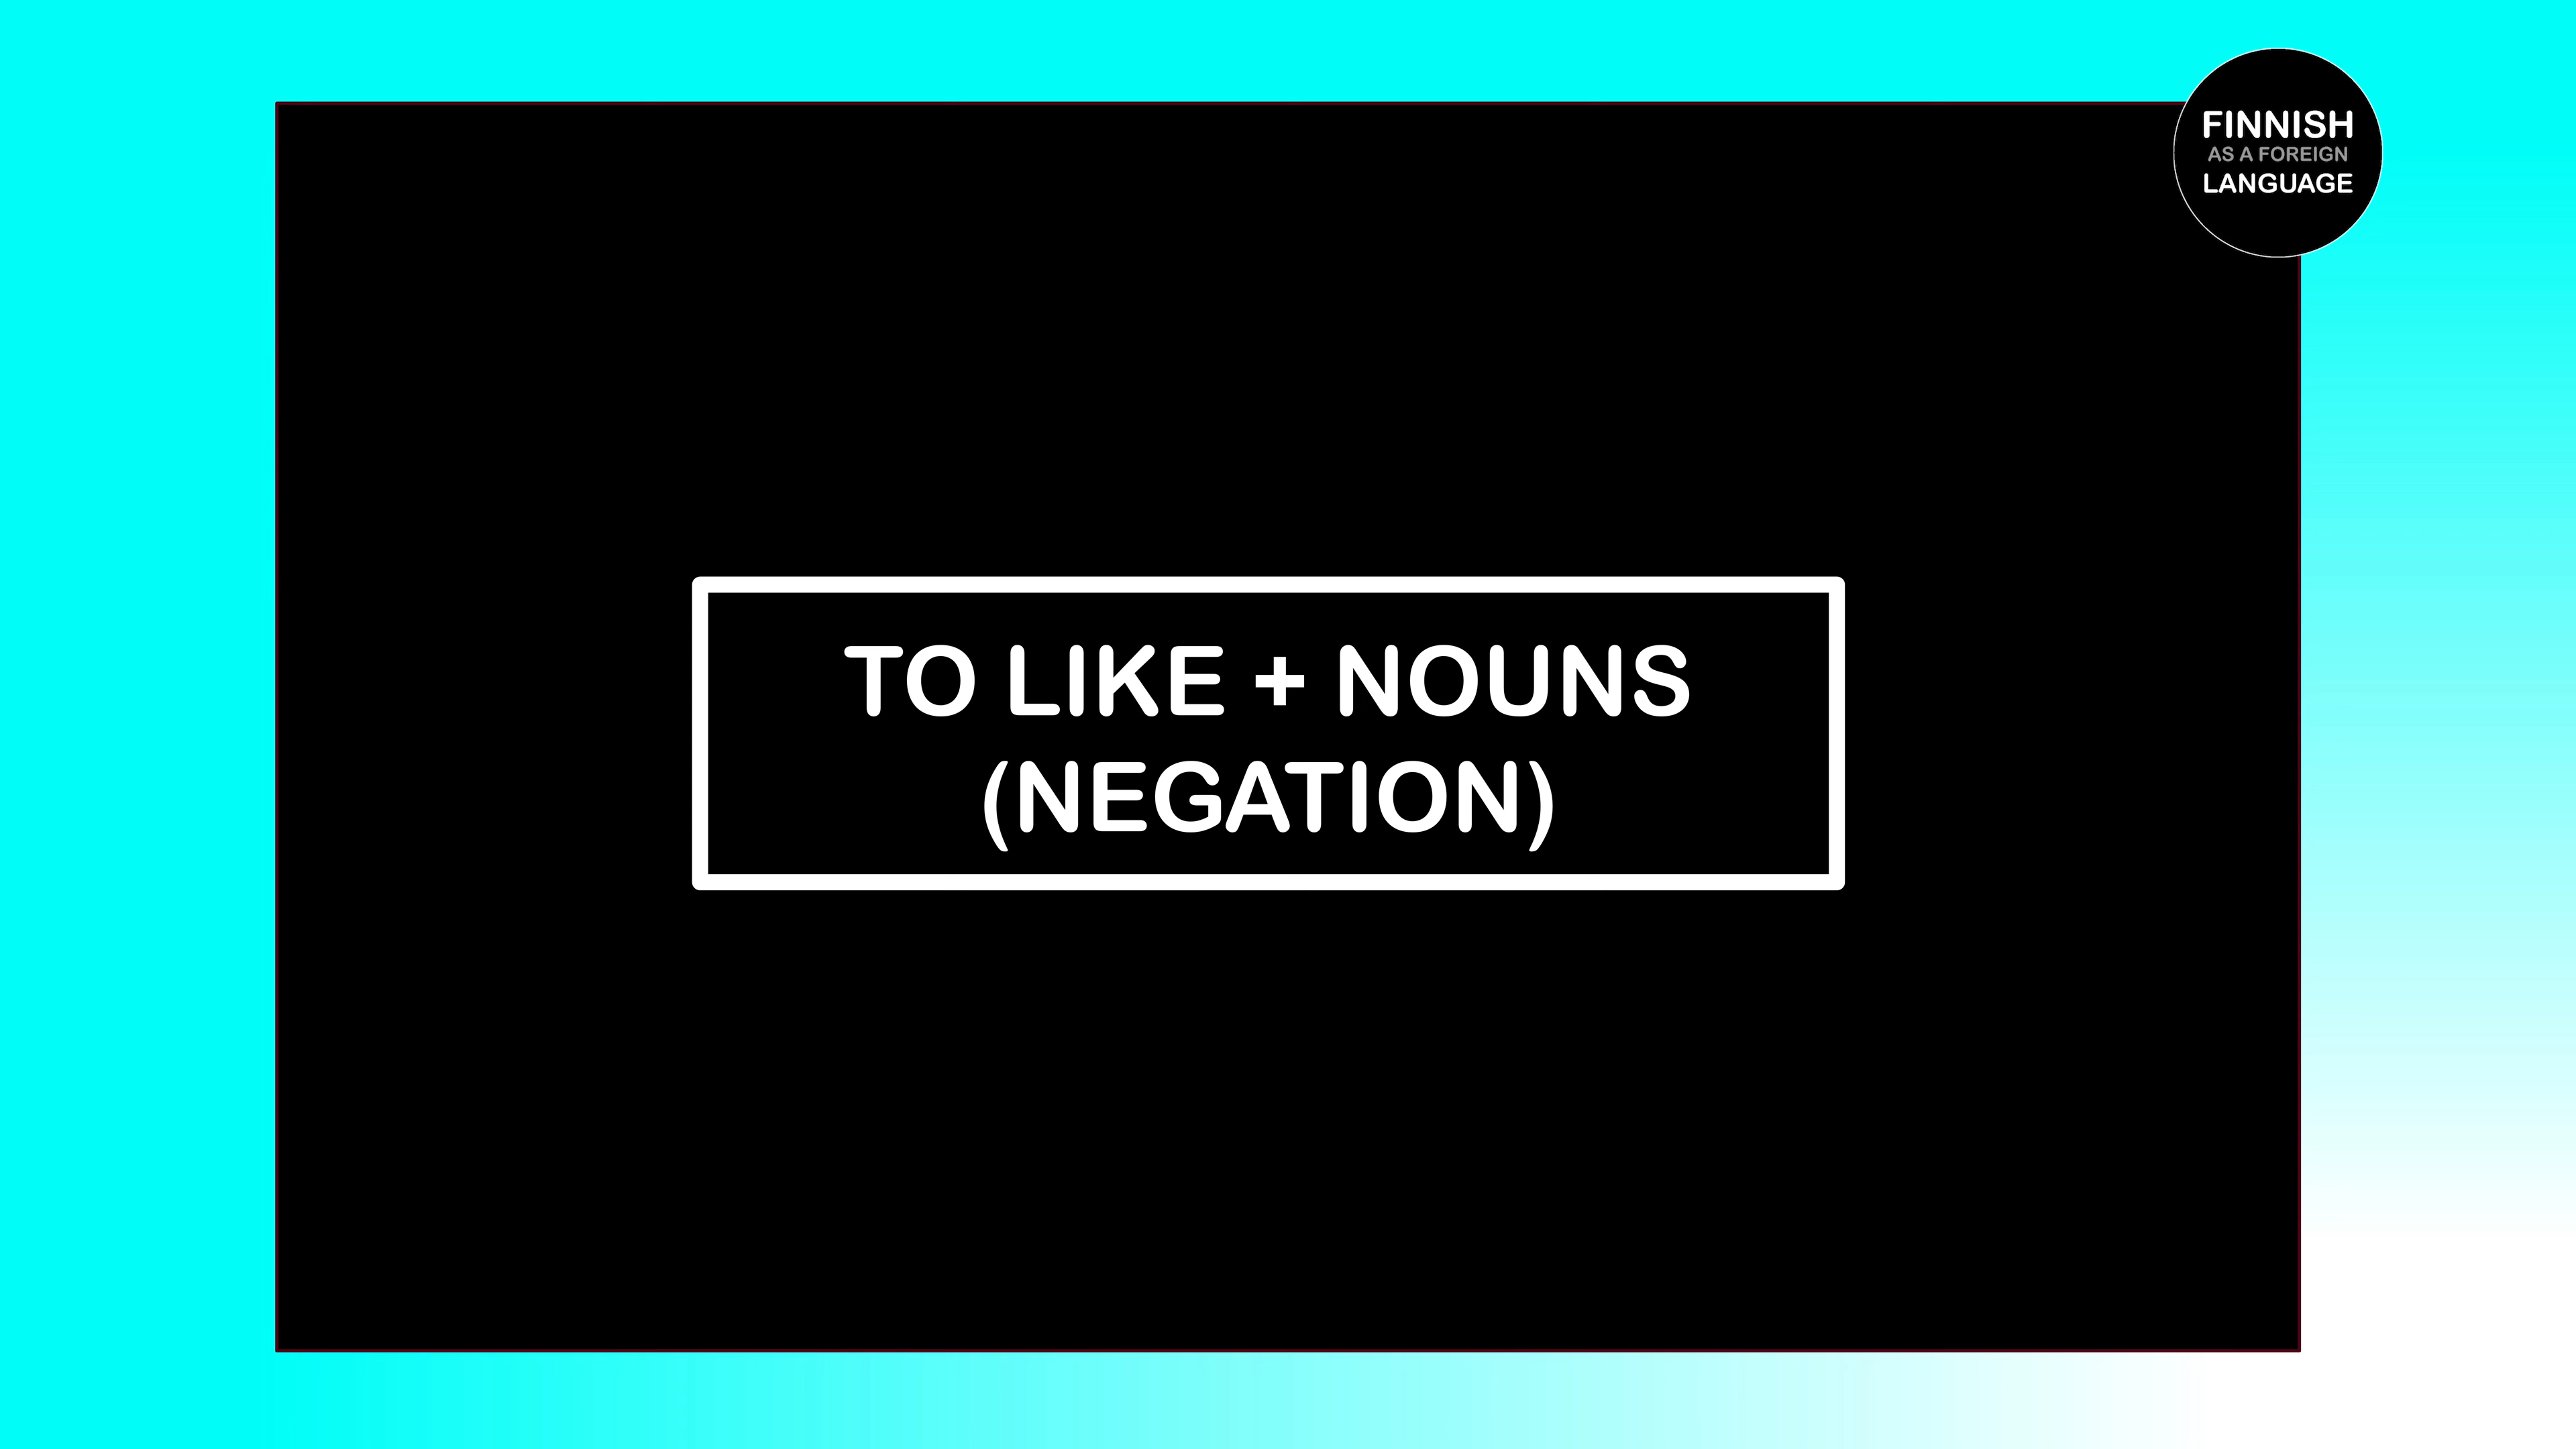 FINNISH
AS A FOREIGN
LANGUAGE
TO LIKE + NOUNS
(NEGATION)